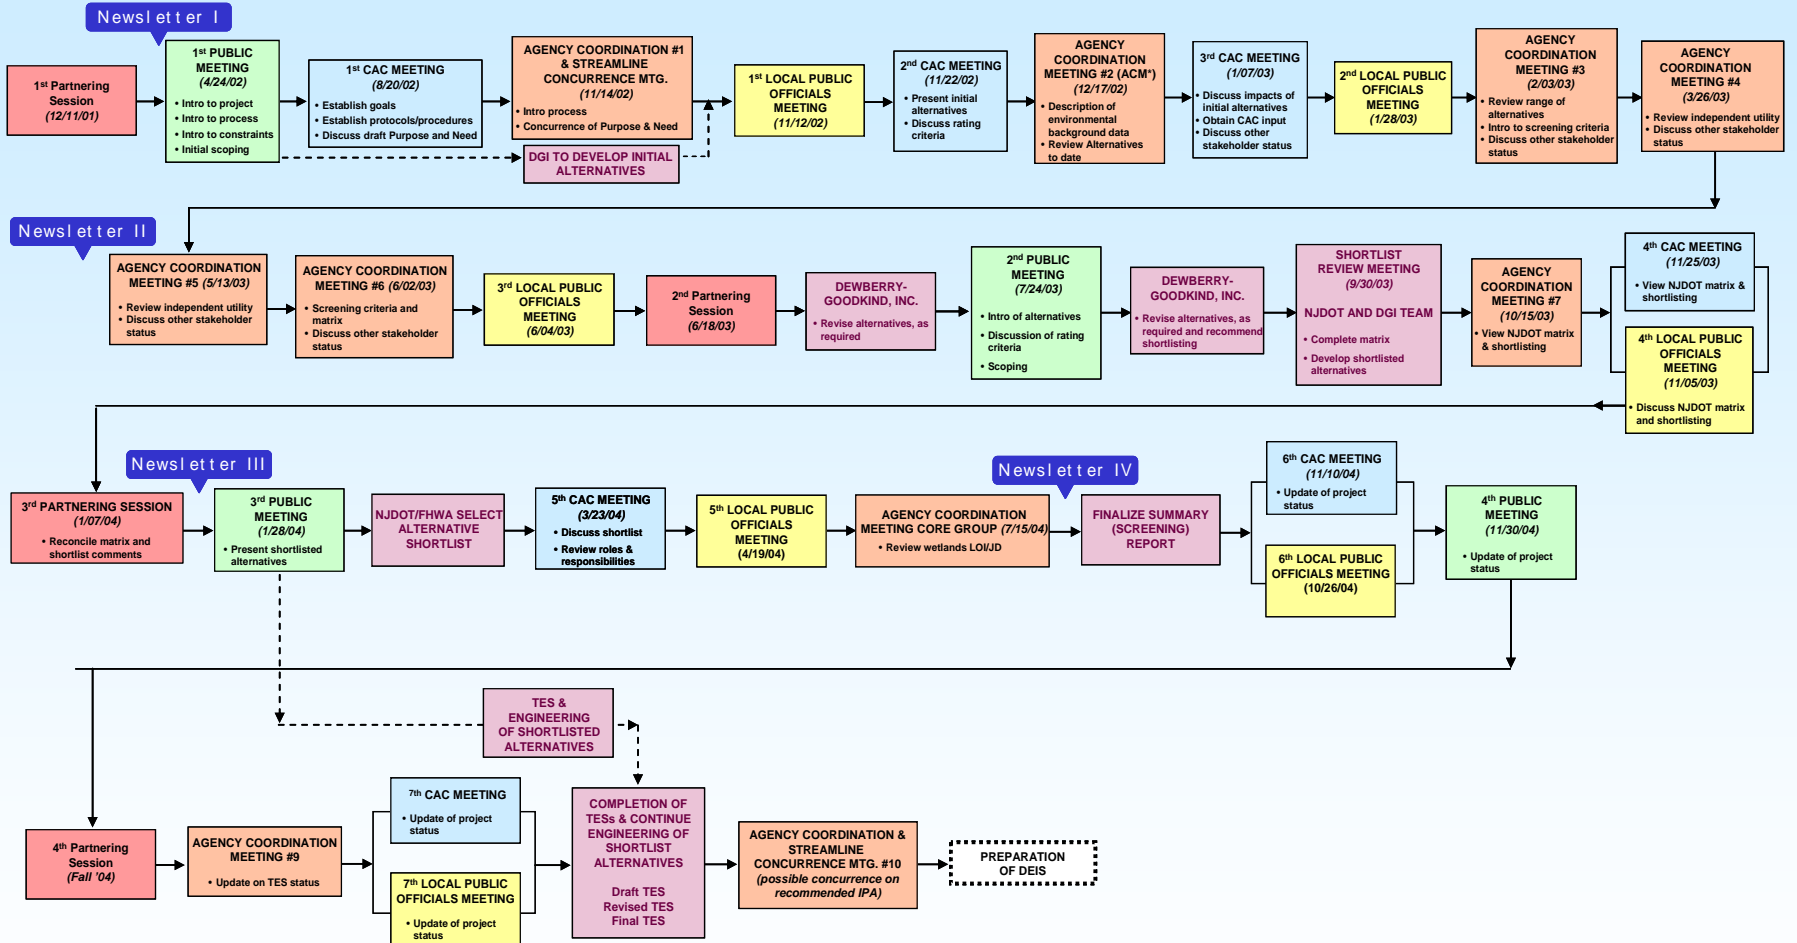 Newsletter I
1st Partnering
Session
(12/11/01)
1st PUBLIC
MEETING
(4/24/02)
• Intro to project
• Intro to process
• Intro to constraints
• Initial scoping
1st CAC MEETING
(8/20/02)
• Establish goals
• Establish protocols/procedures
• Discuss draft Purpose and Need
AGENCY COORDINATION #1
& STREAMLINE
CONCURRENCE MTG.
(11/14/02)
• Intro process
• Concurrence of Purpose & Need
DGI TO DEVELOP INITIAL
ALTERNATIVES
1st LOCAL PUBLIC
OFFICIALS
MEETING
(11/12/02)
2nd CAC MEETING
(11/22/02)
• Present initial
alternatives
• Discuss rating
criteria
AGENCY
COORDINATION
MEETING #2 (ACM*)
(12/17/02)
• Description of
environmental
background data
• Review Alternatives
to date
3rd CAC MEETING
(1/07/03)
• Discuss impacts of
initial alternatives
• Obtain CAC input
• Discuss other
stakeholder status
2nd LOCAL PUBLIC
OFFICIALS
MEETING
(1/28/03)
AGENCY
COORDINATION
MEETING #3
(2/03/03)
• Review range of
alternatives
• Intro to screening criteria
• Discuss other stakeholder
status
AGENCY
COORDINATION
MEETING #4
(3/26/03)
• Review independent utility
• Discuss other stakeholder
status
Newsletter II
AGENCY COORDINATION
MEETING #5 (5/13/03)
• Review independent utility
• Discuss other stakeholder
status
AGENCY COORDINATION
MEETING #6 (6/02/03)
• Screening criteria and
matrix
• Discuss other stakeholder
status
3rd LOCAL PUBLIC
OFFICIALS
MEETING
(6/04/03)
2nd Partnering
Session
(6/18/03)
DEWBERRY-
GOODKIND, INC.
• Revise alternatives, as
required
2nd PUBLIC
MEETING
(7/24/03)
• Intro of alternatives
• Discussion of rating
criteria
• Scoping
DEWBERRY-
GOODKIND, INC.
• Revise alternatives, as
required and recommend
shortlisting
SHORTLIST
REVIEW MEETING
(9/30/03)
NJDOT AND DGI TEAM
• Complete matrix
• Develop shortlisted
alternatives
AGENCY
COORDINATION
MEETING #7
(10/15/03)
• View NJDOT matrix
& shortlisting
4th CAC MEETING
(11/25/03)
• View NJDOT matrix &
shortlisting
4th LOCAL PUBLIC
OFFICIALS
MEETING
(11/05/03)
• Discuss NJDOT matrix
and shortlisting
Newsletter III
3rd PARTNERING SESSION
(1/07/04)
• Reconcile matrix and
shortlist comments
3rd PUBLIC
MEETING
(1/28/04)
• Present shortlisted
alternatives
NJDOT/FHWA SELECT
ALTERNATIVE
SHORTLIST
5th CAC MEETING
(3/23/04)
• Discuss shortlist
• Review roles &
responsibilities
5th LOCAL PUBLIC
OFFICIALS
MEETING
(4/19/04)
AGENCY COORDINATION
MEETING CORE GROUP (7/15/04)
• Review wetlands LOI/JD
Newsletter IV
FINALIZE SUMMARY
(SCREENING)
REPORT
6th CAC MEETING
(11/10/04)
• Update of project
status
6th LOCAL PUBLIC
OFFICIALS MEETING
(10/26/04)
4th PUBLIC
MEETING
(11/30/04)
• Update of project
status
TES &
ENGINEERING
OF SHORTLISTED
ALTERNATIVES
4th Partnering
Session
(Fall '04)
AGENCY COORDINATION
MEETING #9
• Update on TES status
7th CAC MEETING
• Update of project
status
7th LOCAL PUBLIC
OFFICIALS MEETING
• Update of project
status
COMPLETION OF
TESs & CONTINUE
ENGINEERING OF
SHORTLIST
ALTERNATIVES
Draft TES
Revised TES
Final TES
AGENCY COORDINATION &
STREAMLINE
CONCURRENCE MTG. #10
(possible concurrence on
recommended IPA)
PREPARATION
OF DEIS